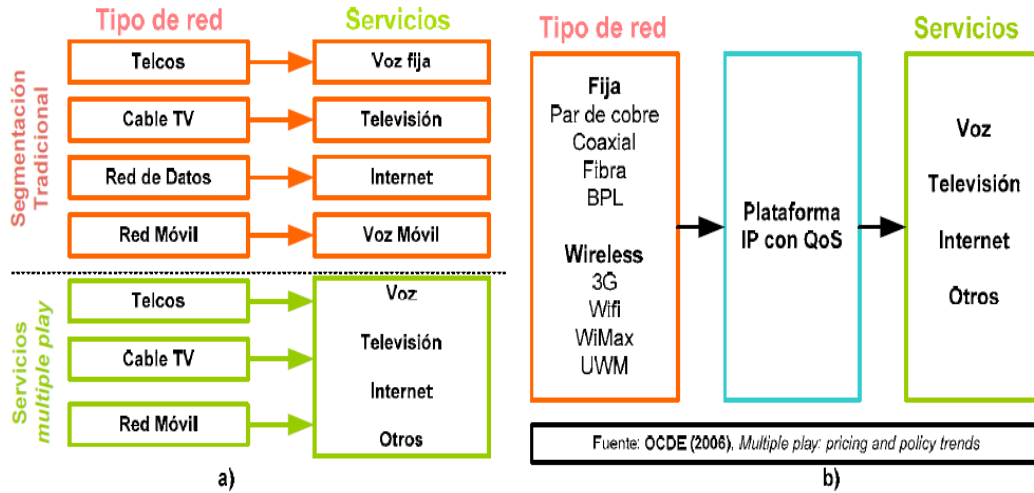 Tipo de red
Servicios
Segmentación
Tradicional
Telcos
Voz fija
Cable TV
Televisión
Red de Datos
Internet
Red Móvil
Voz Móvil
Servicios
multiple play
Telcos
Cable TV
Red Móvil
Voz
Televisión
Internet
Otros
a)
Tipo de red
Servicios
Fija
Par de cobre
Coaxial
Fibra
BPL
Wireless
3G
Wifi
WiMax
UWM
Plataforma
IP con QoS
Voz
Televisión
Internet
Otros
Fuente: OCDE (2006), Multiple play: pricing and policy trends
b)